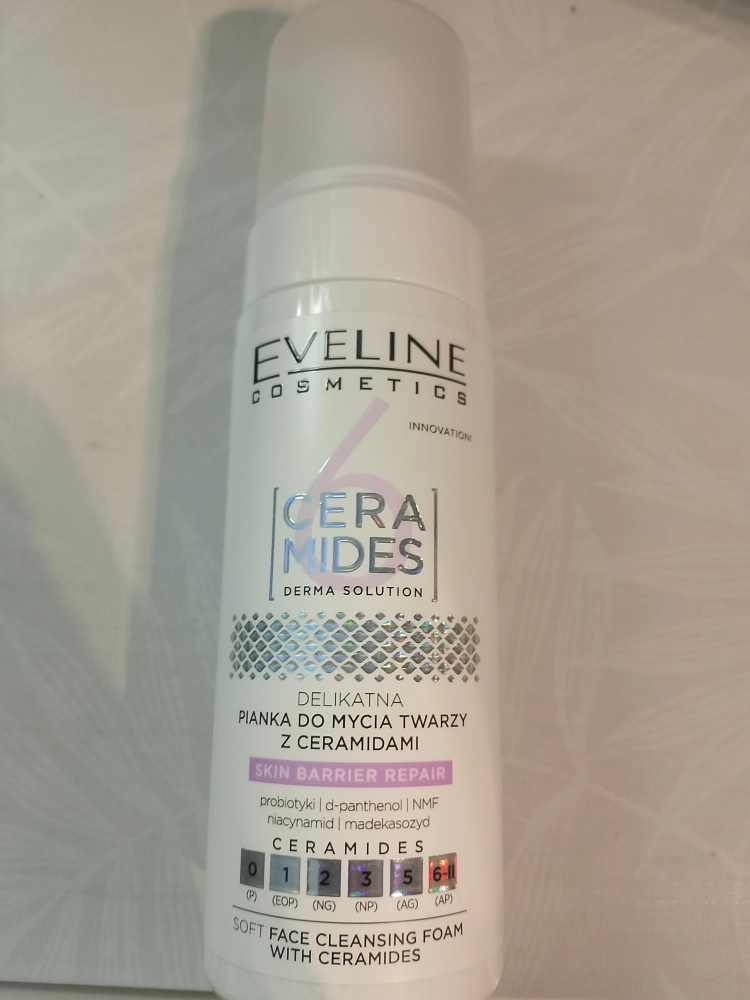 EVELINE
COSMETICS
INNOVATION!
6
CERA
MIDES
DERMA SOLUTION
DELIKATNA
PIANKA DO MYCIA TWARZY
Z CERAMIDAMI
SKIN BARRIER REPAIR
probiotyki | d-panthenol | NMF
niacynamid | madekasozyd
CERAMIDES
0 1 2 3 5 6-II
(P) (EOP) (NG) (NP) (AG) (AP)
SOFT FACE CLEANSING FOAM
WITH CERAMIDES